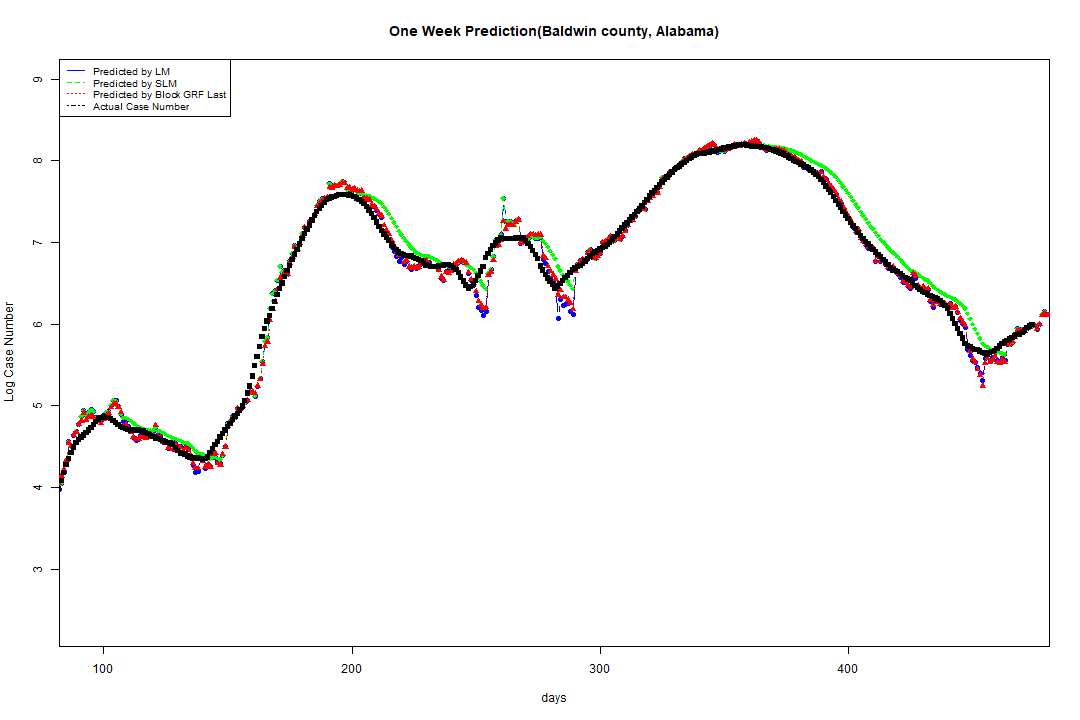 One Week Prediction(Baldwin county, Alabama)
Predicted by LM
Predicted by SLM
Predicted by Block GRF Last
Actual Case Number
9
8
7
6
5
4
3
Log Case Number
100 200 300 400
days